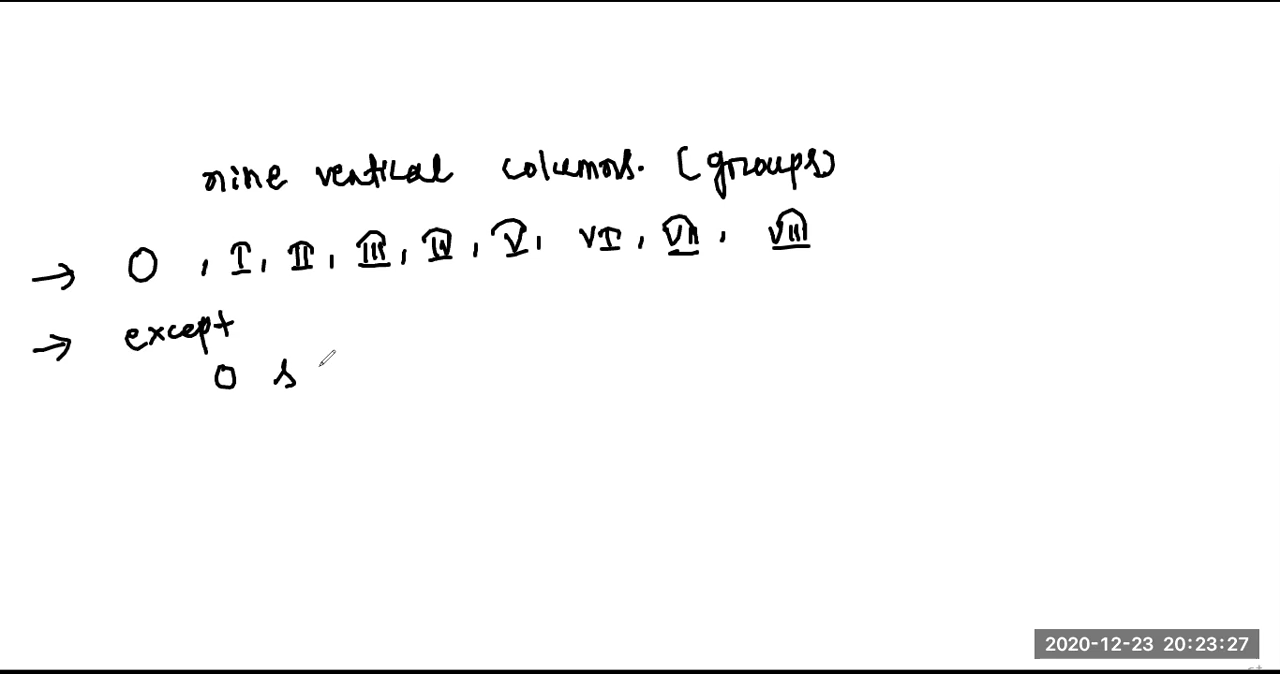 nine vertical columns. (groups)
→ 0, I, II, III, IV, V, VI, VII, VIII
→ except
0 &
2020-12-23 20:23:27